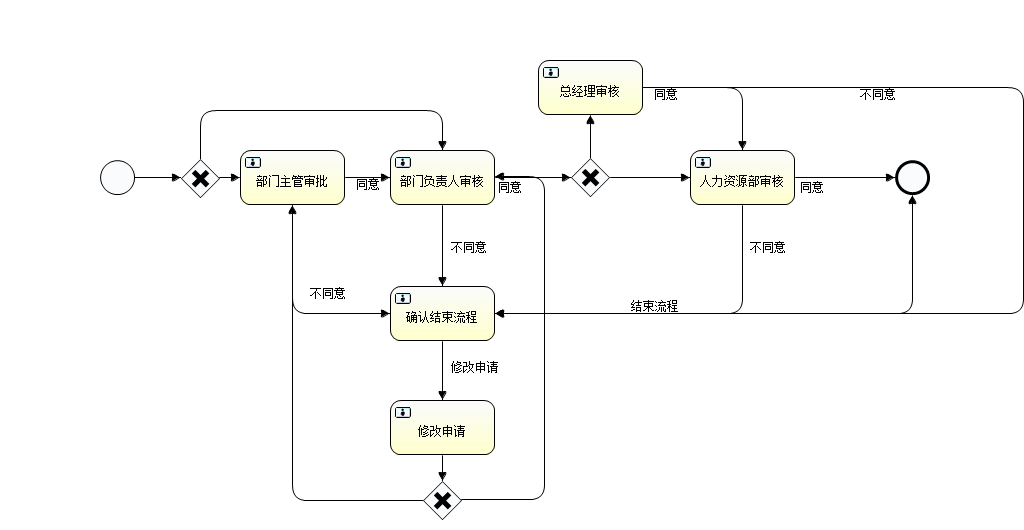 总经理审核
同意
不同意
部门主管审批
同意
部门负责人审核
同意
人力资源部审核
同意
不同意
不同意
不同意
结束流程
确认结束流程
修改申请
修改申请